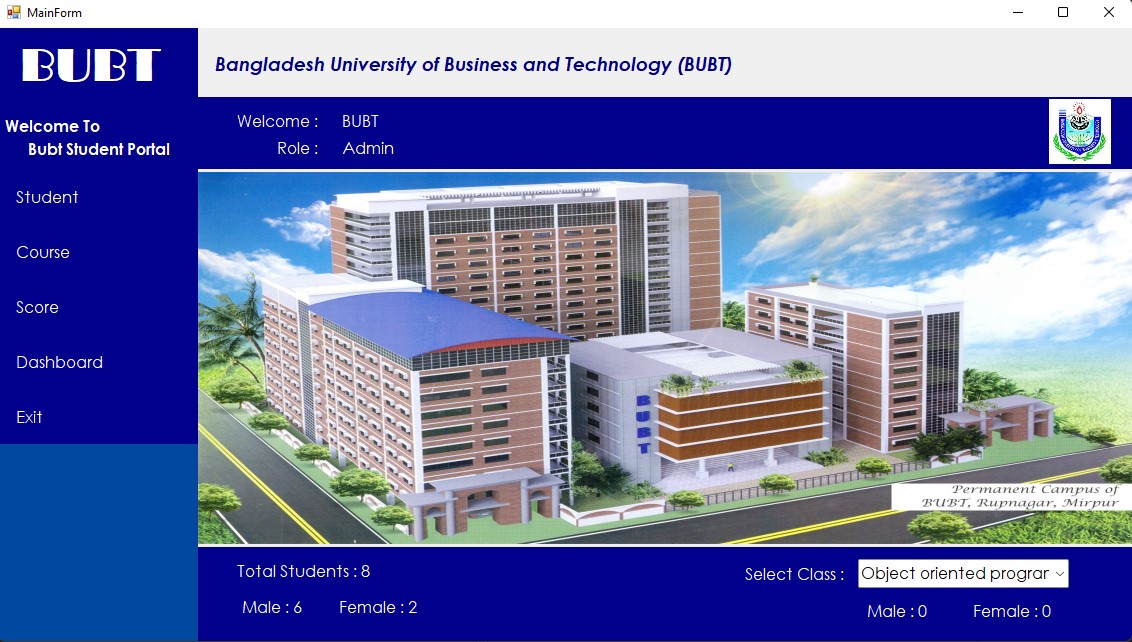 MainForm
BUBT
Bangladesh University of Business and Technology (BUBT)
Welcome To
Bubt Student Portal
Welcome : BUBT
Role : Admin
Student
Course
Score
Dashboard
Exit
BUBT
Permanent Campus of
BUBT, Rupnagar, Mirpur
Total Students : 8
Male : 6 Female : 2
Select Class : Object oriented prograr
Male : 0 Female : 0